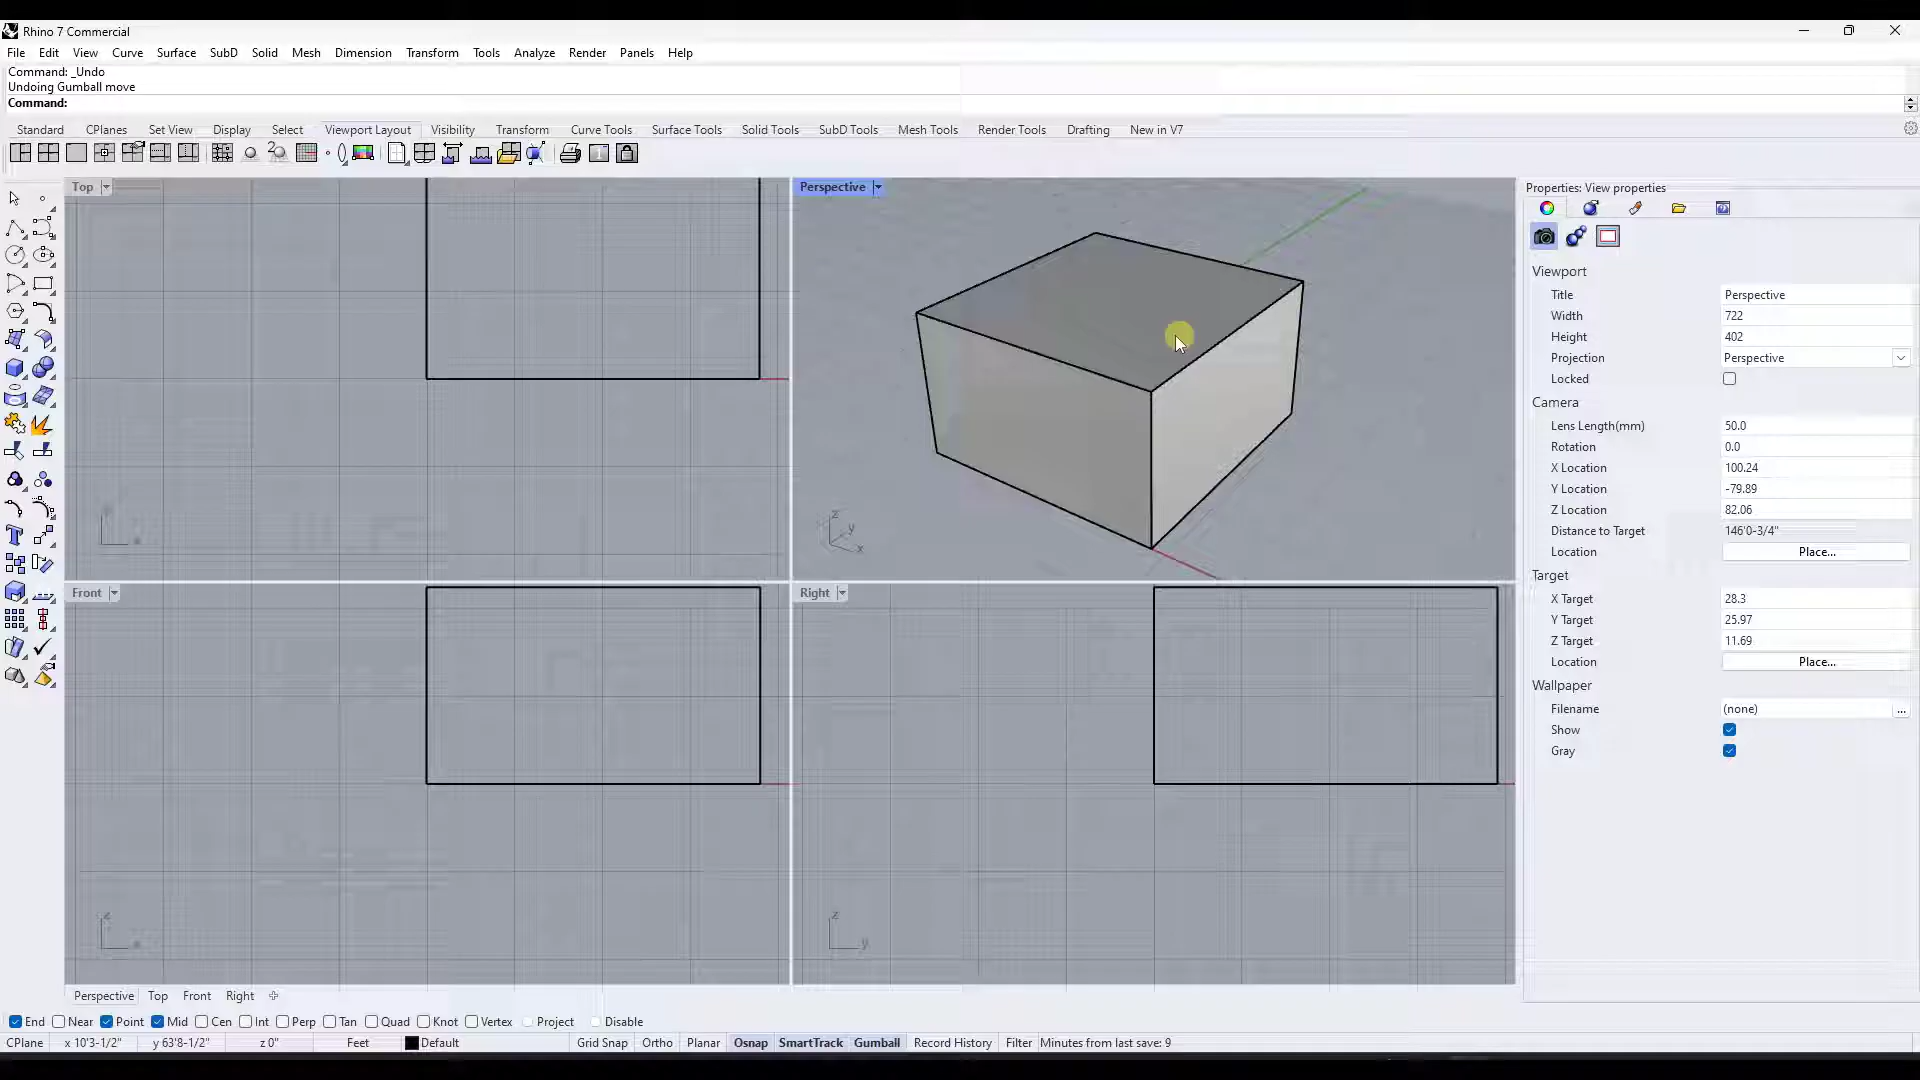 Rhino 7 Commercial
File Edit View Curve Surface SubD Solid Mesh Dimension Transform Tools Analyze Render Panels Help
Command: _Undo
Undoing Gumball move
Command:
Standard CPlanes Set View Display Select Viewport Layout Visibility Transform Curve Tools Surface Tools Solid Tools SubD Tools Mesh Tools Render Tools Drafting New in V7
Top
Perspective
Properties: View properties
Viewport
Title Perspective
Width 722
Height 402
Projection Perspective
Locked
Camera
Lens Length(mm) 50.0
Rotation 0.0
X Location 100.24
Y Location -79.89
Z Location 82.06
Distance to Target 146'0-3/4"
Location Place...
Target
X Target 28.3
Y Target 25.97
Z Target 11.69
Location Place...
Wallpaper
Filename (none) ...
Show
Gray
z
y
x
Front
Right
z
z
y
Perspective Top Front Right
End Near Point Mid Cen Int Perp Tan Quad Knot Vertex Project Disable
CPlane x 10'3-1/2" y 63'8-1/2" z 0" Feet Default Grid Snap Ortho Planar Osnap SmartTrack Gumball Record History Filter Minutes from last save: 9